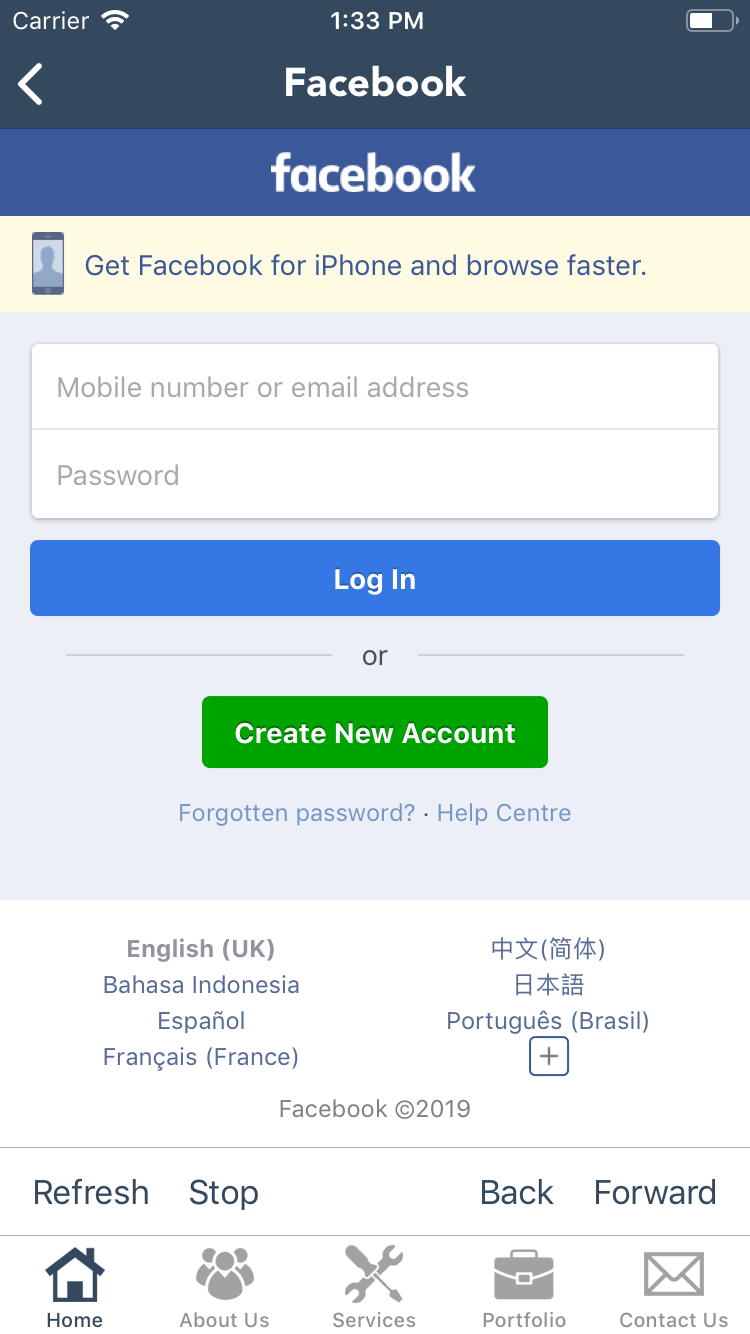 Carrier 1:33 PM
Facebook
facebook
Get Facebook for iPhone and browse faster.
Mobile number or email address
Password
Log In
or
Create New Account
Forgotten password? · Help Centre
English (UK) 中文(简体)
Bahasa Indonesia 日本語
Español Português (Brasil)
Français (France) +
Facebook ©2019
Refresh Stop Back Forward
Home About Us Services Portfolio Contact Us